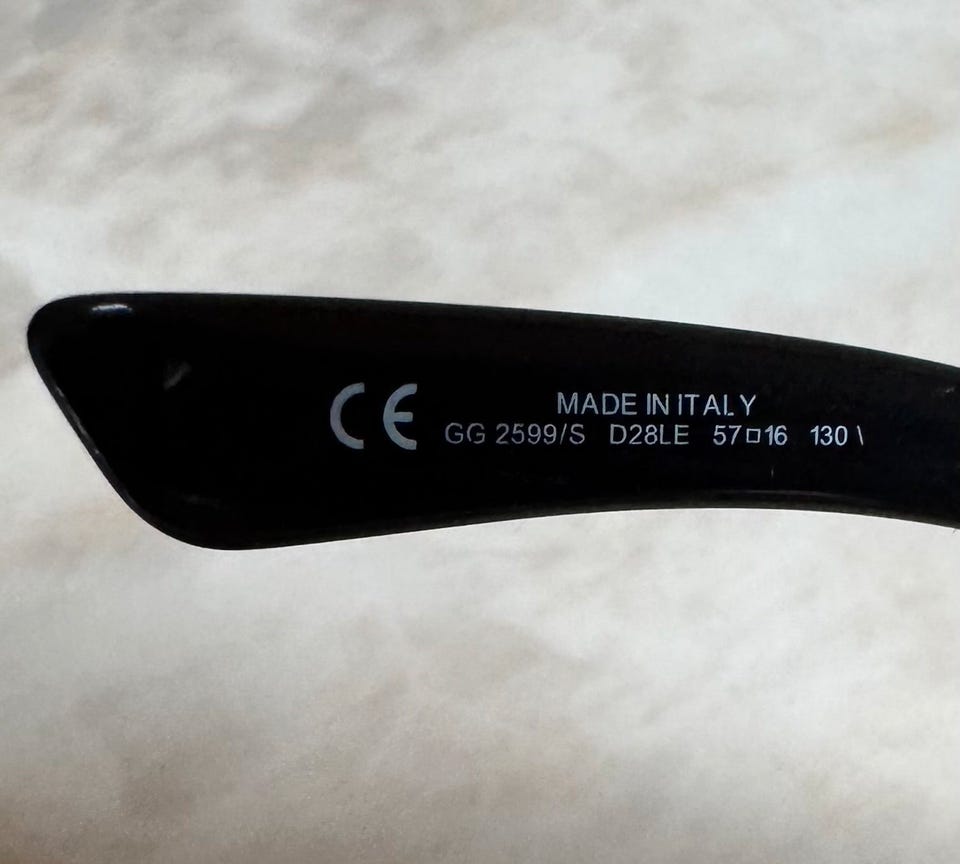 CE
MADE IN ITALY
GG 2599/S D28LE 57□16 130 \